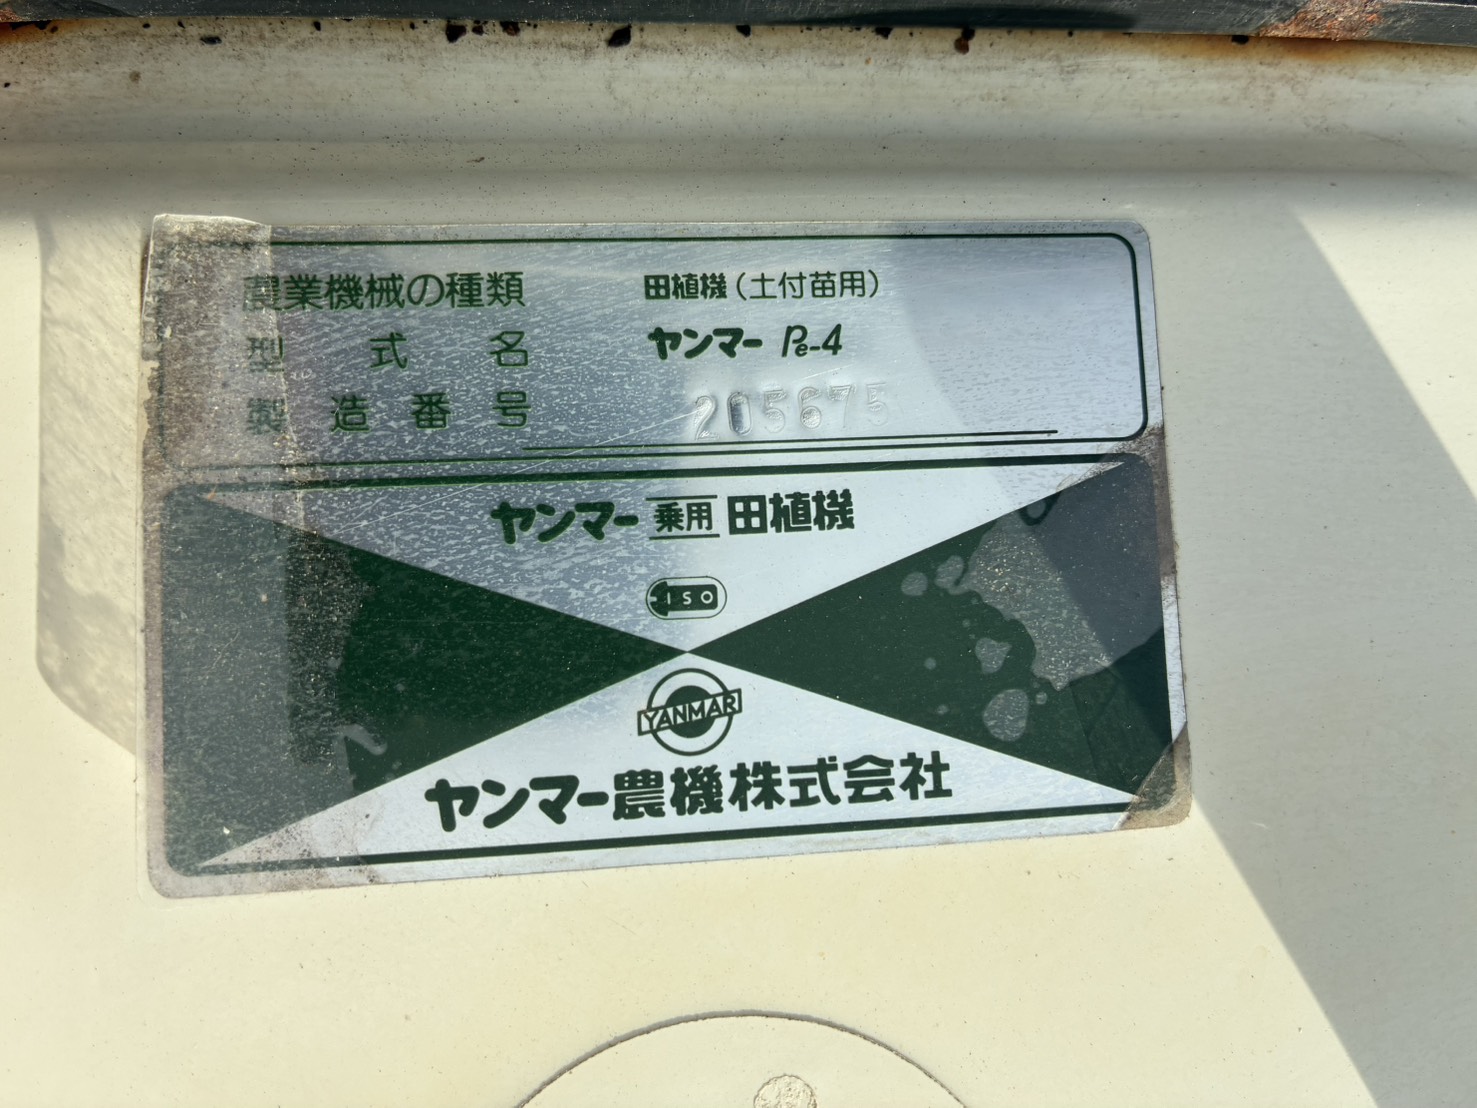 農業機械の種類 田植機(土付苗用)
型式名 ヤンマー Pe-4
製造番号 205675
ヤンマー乗用田植機
ISO
YANMAR
ヤンマー農機株式会社